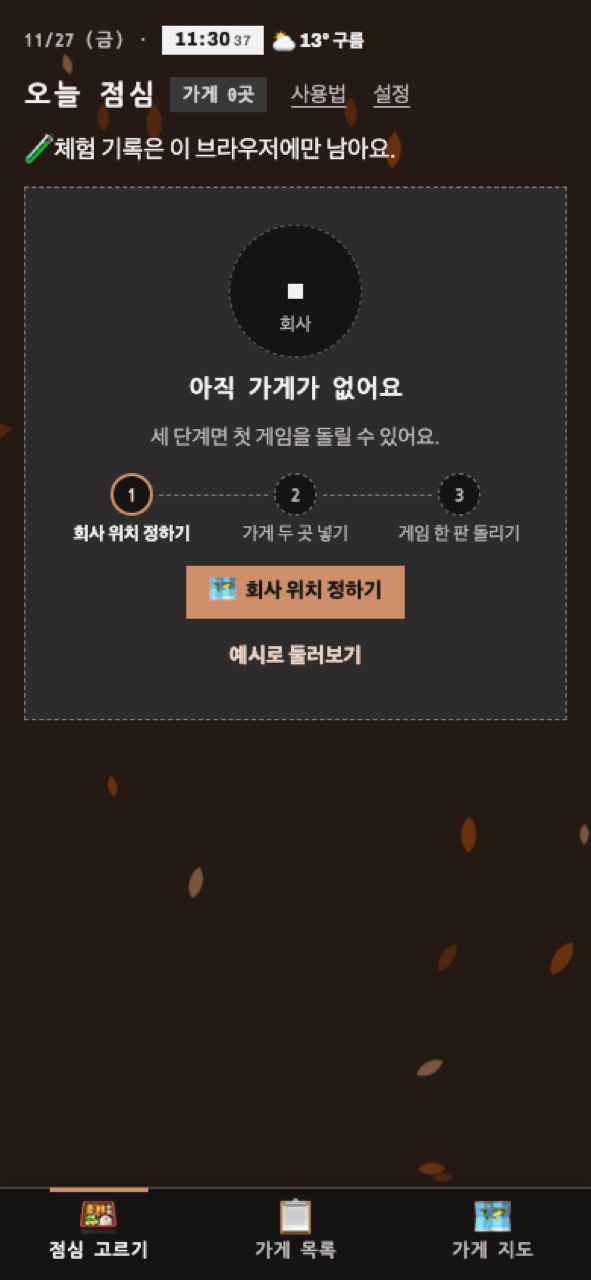 11/27 (금) · 11:30 37 13° 구름
오늘 점심 가게 0곳 사용법 설정
체험 기록은 이 브라우저에만 남아요.
회사
아직 가게가 없어요
세 단계면 첫 게임을 돌릴 수 있어요.
1 2 3
회사 위치 정하기 가게 두 곳 넣기 게임 한 판 돌리기
회사 위치 정하기
예시로 둘러보기
점심 고르기 가게 목록 가게 지도